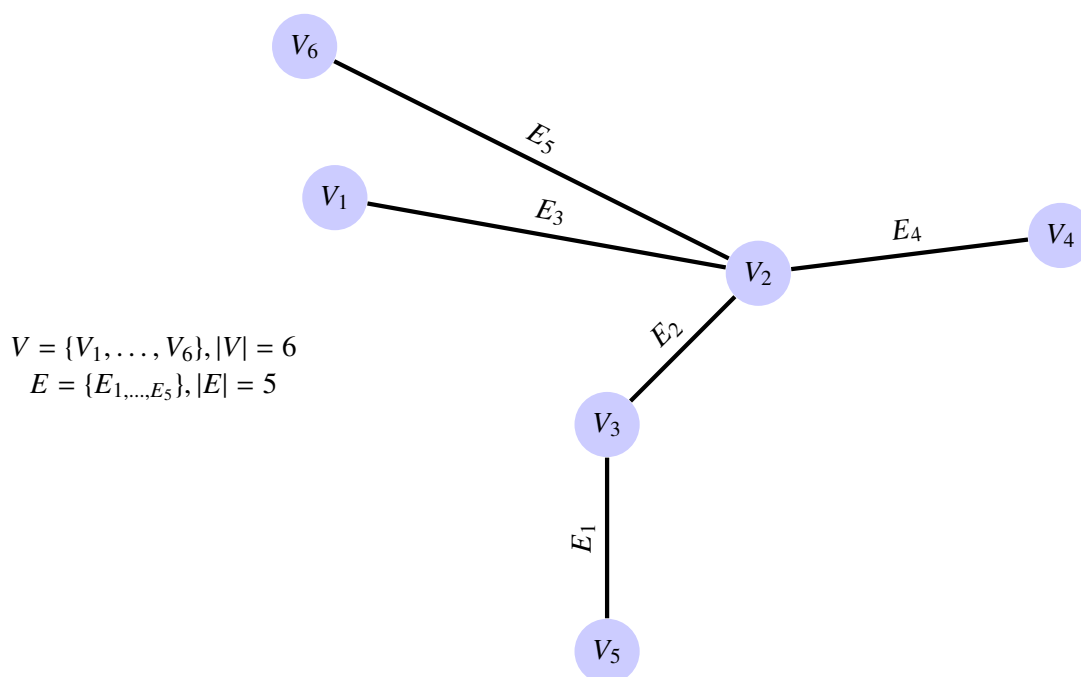 V₆
E₅
V₁
E₃
E₄
V₄
V₂
E₂
V = {V₁, . . . , V₆}, |V| = 6
E = {E₁,...,E₅}, |E| = 5
V₃
E₁
V₅